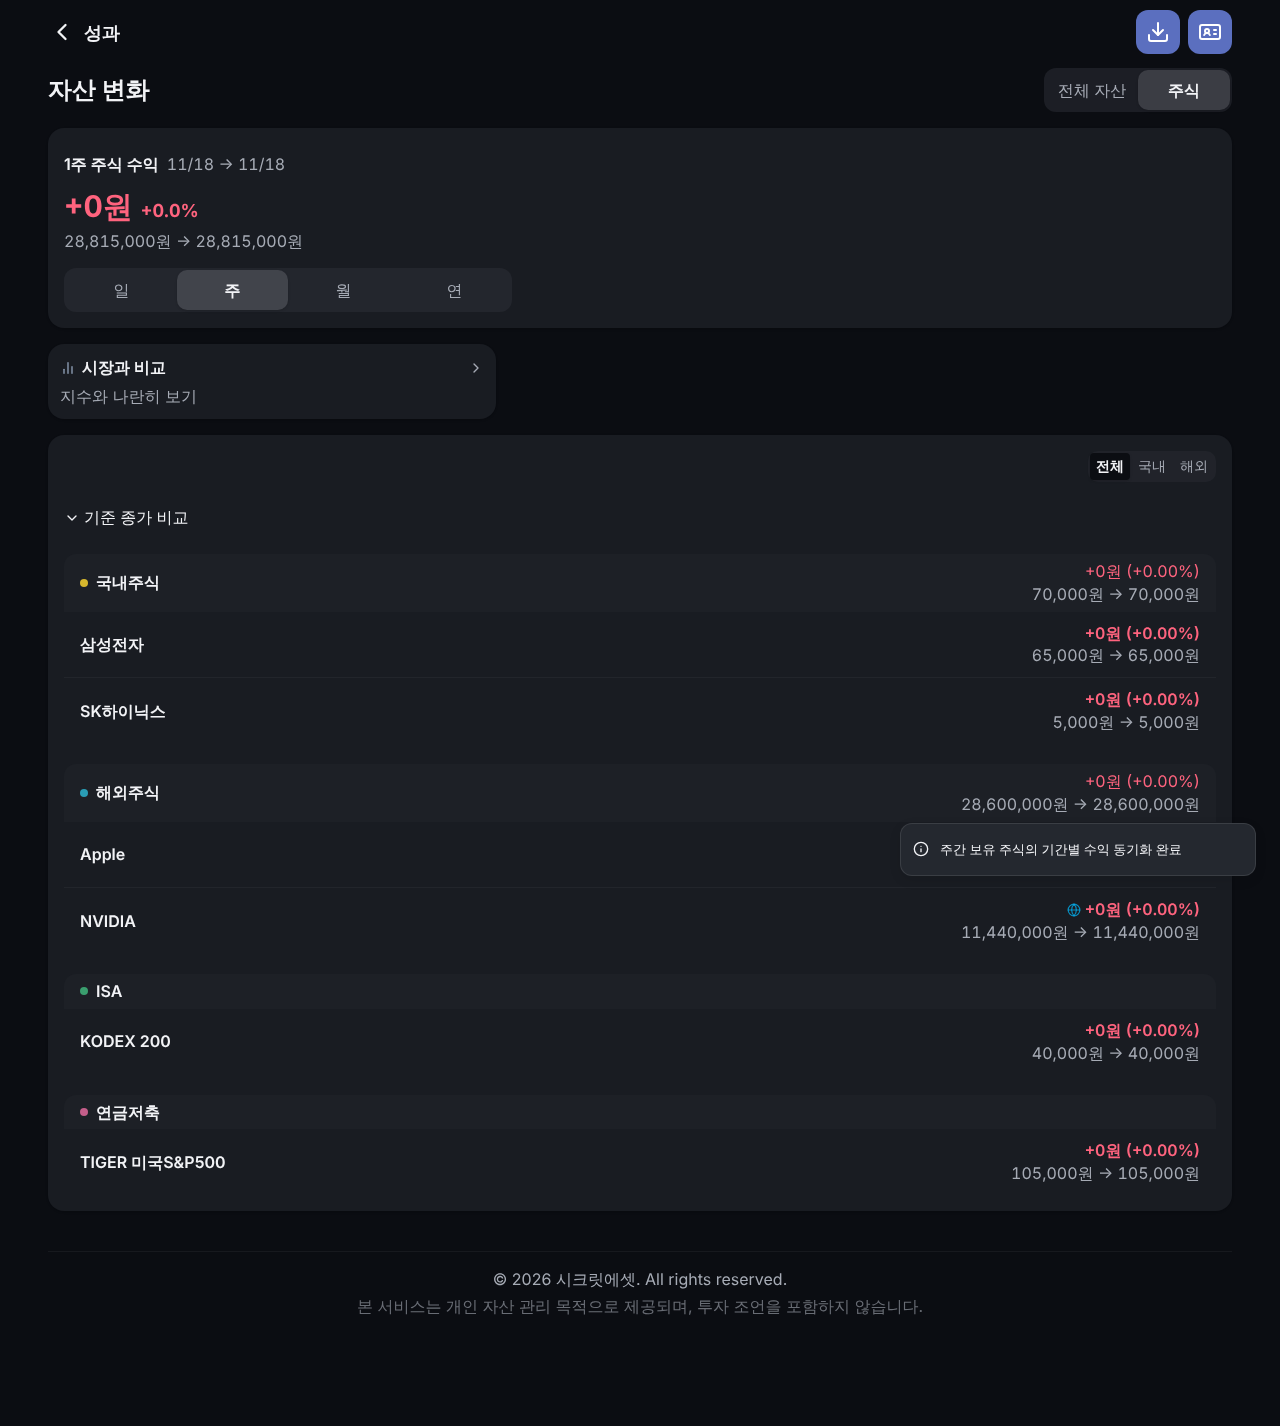 성과
자산 변화
전체 자산 주식
1주 주식 수익 11/18 → 11/18
+0원 +0.0%
28,815,000원 → 28,815,000원
일 주 월 연
시장과 비교
지수와 나란히 보기
전체 국내 해외
기준 종가 비교
국내주식 +0원 (+0.00%)
70,000원 → 70,000원
삼성전자 +0원 (+0.00%)
65,000원 → 65,000원
SK하이닉스 +0원 (+0.00%)
5,000원 → 5,000원
해외주식 +0원 (+0.00%)
28,600,000원 → 28,600,000원
Apple
주간 보유 주식의 기간별 수익 동기화 완료
NVIDIA +0원 (+0.00%)
11,440,000원 → 11,440,000원
ISA
KODEX 200 +0원 (+0.00%)
40,000원 → 40,000원
연금저축
TIGER 미국S&P500 +0원 (+0.00%)
105,000원 → 105,000원
© 2026 시크릿에셋. All rights reserved.
본 서비스는 개인 자산 관리 목적으로 제공되며, 투자 조언을 포함하지 않습니다.